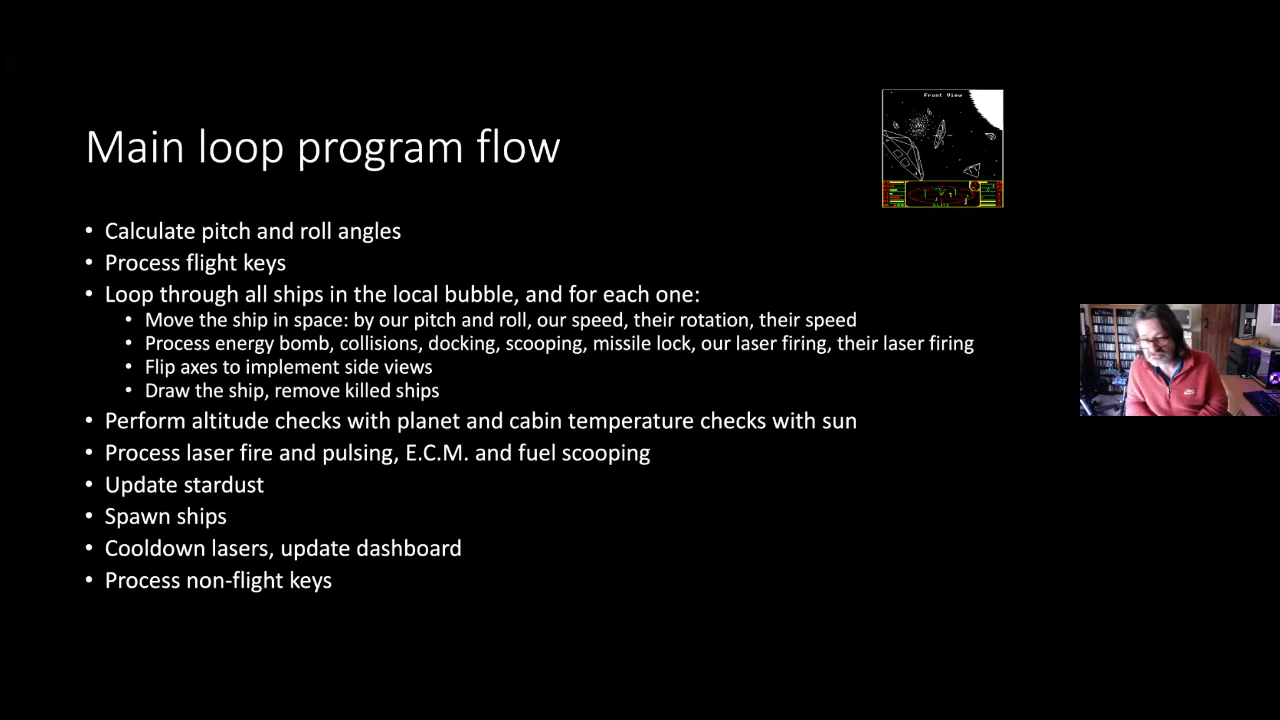 Front View
Main loop program flow
ELITE
• Calculate pitch and roll angles
• Process flight keys
• Loop through all ships in the local bubble, and for each one:
• Move the ship in space: by our pitch and roll, our speed, their rotation, their speed
• Process energy bomb, collisions, docking, scooping, missile lock, our laser firing, their laser firing
• Flip axes to implement side views
• Draw the ship, remove killed ships
• Perform altitude checks with planet and cabin temperature checks with sun
• Process laser fire and pulsing, E.C.M. and fuel scooping
• Update stardust
• Spawn ships
• Cooldown lasers, update dashboard
• Process non-flight keys